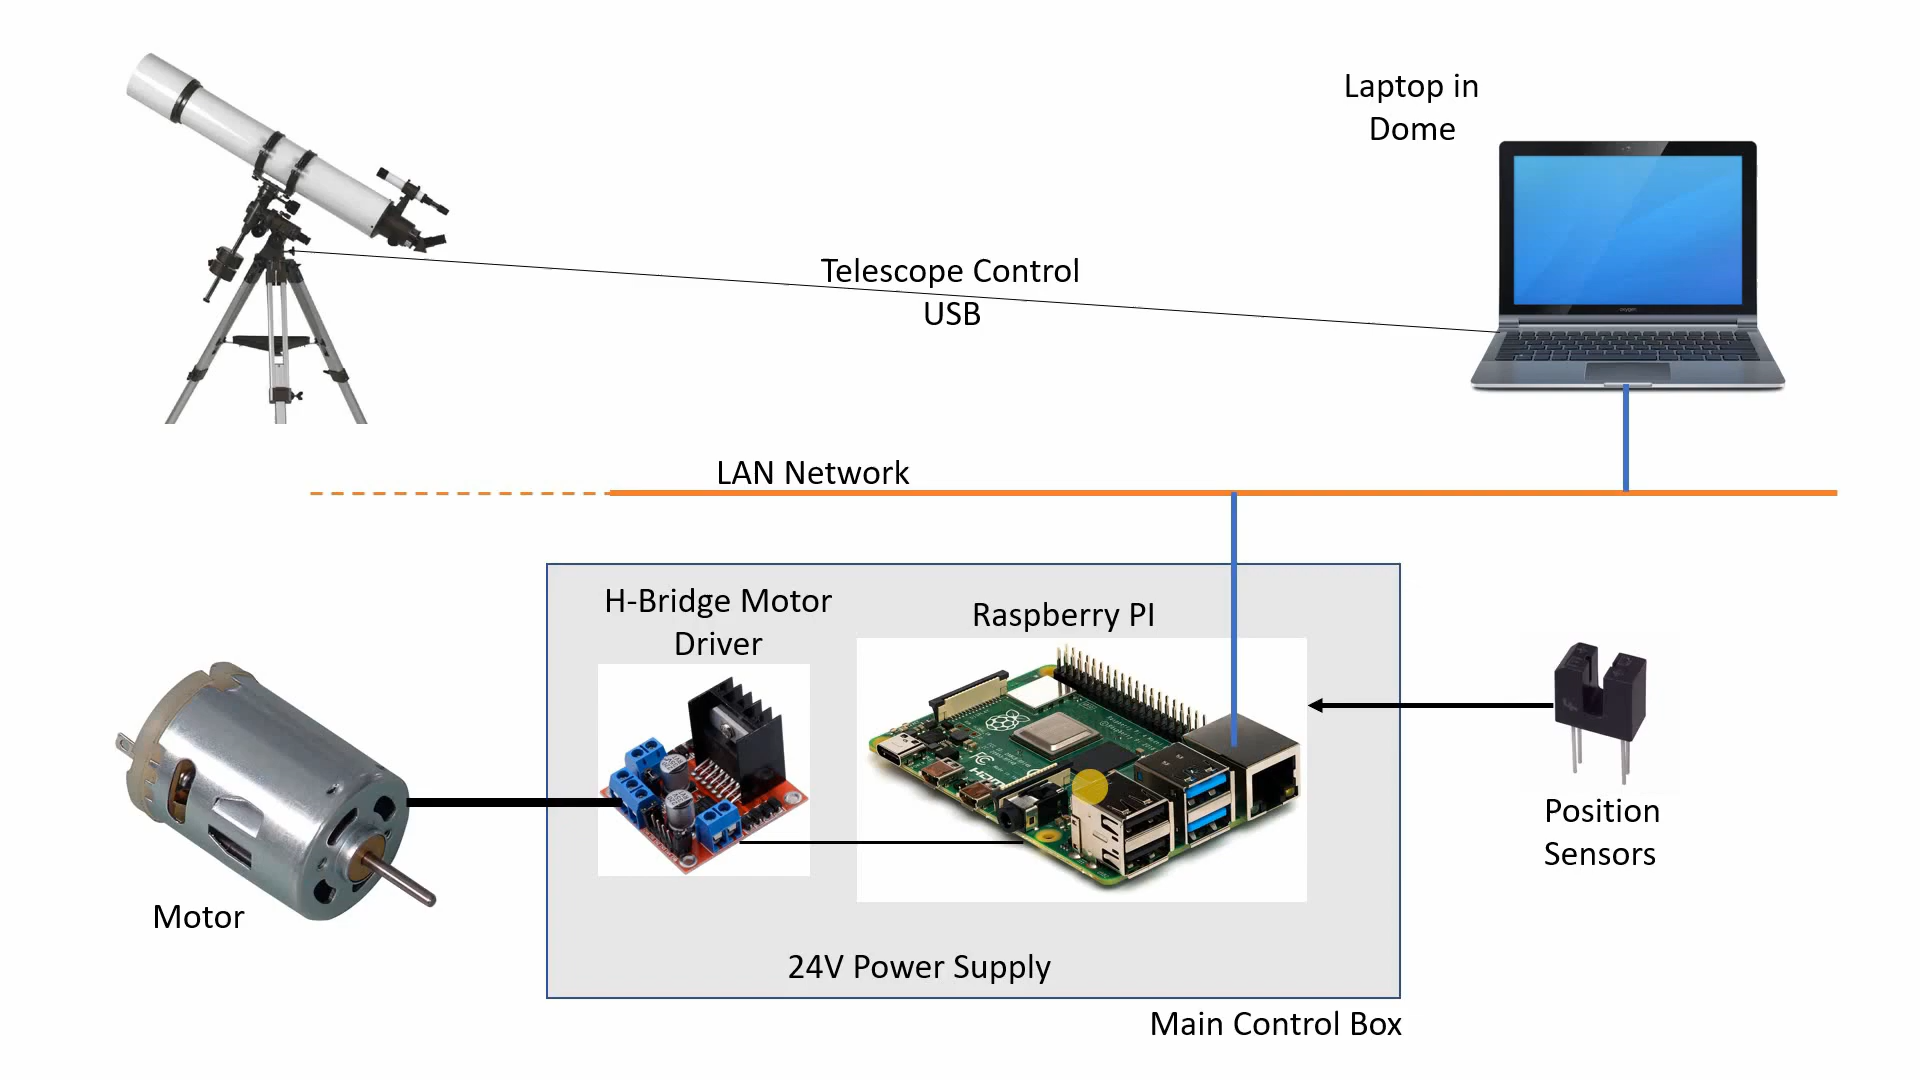 Laptop in
Dome
Telescope Control
USB
LAN Network
H-Bridge Motor
Driver
Raspberry PI
Position
Sensors
Motor
24V Power Supply
Main Control Box